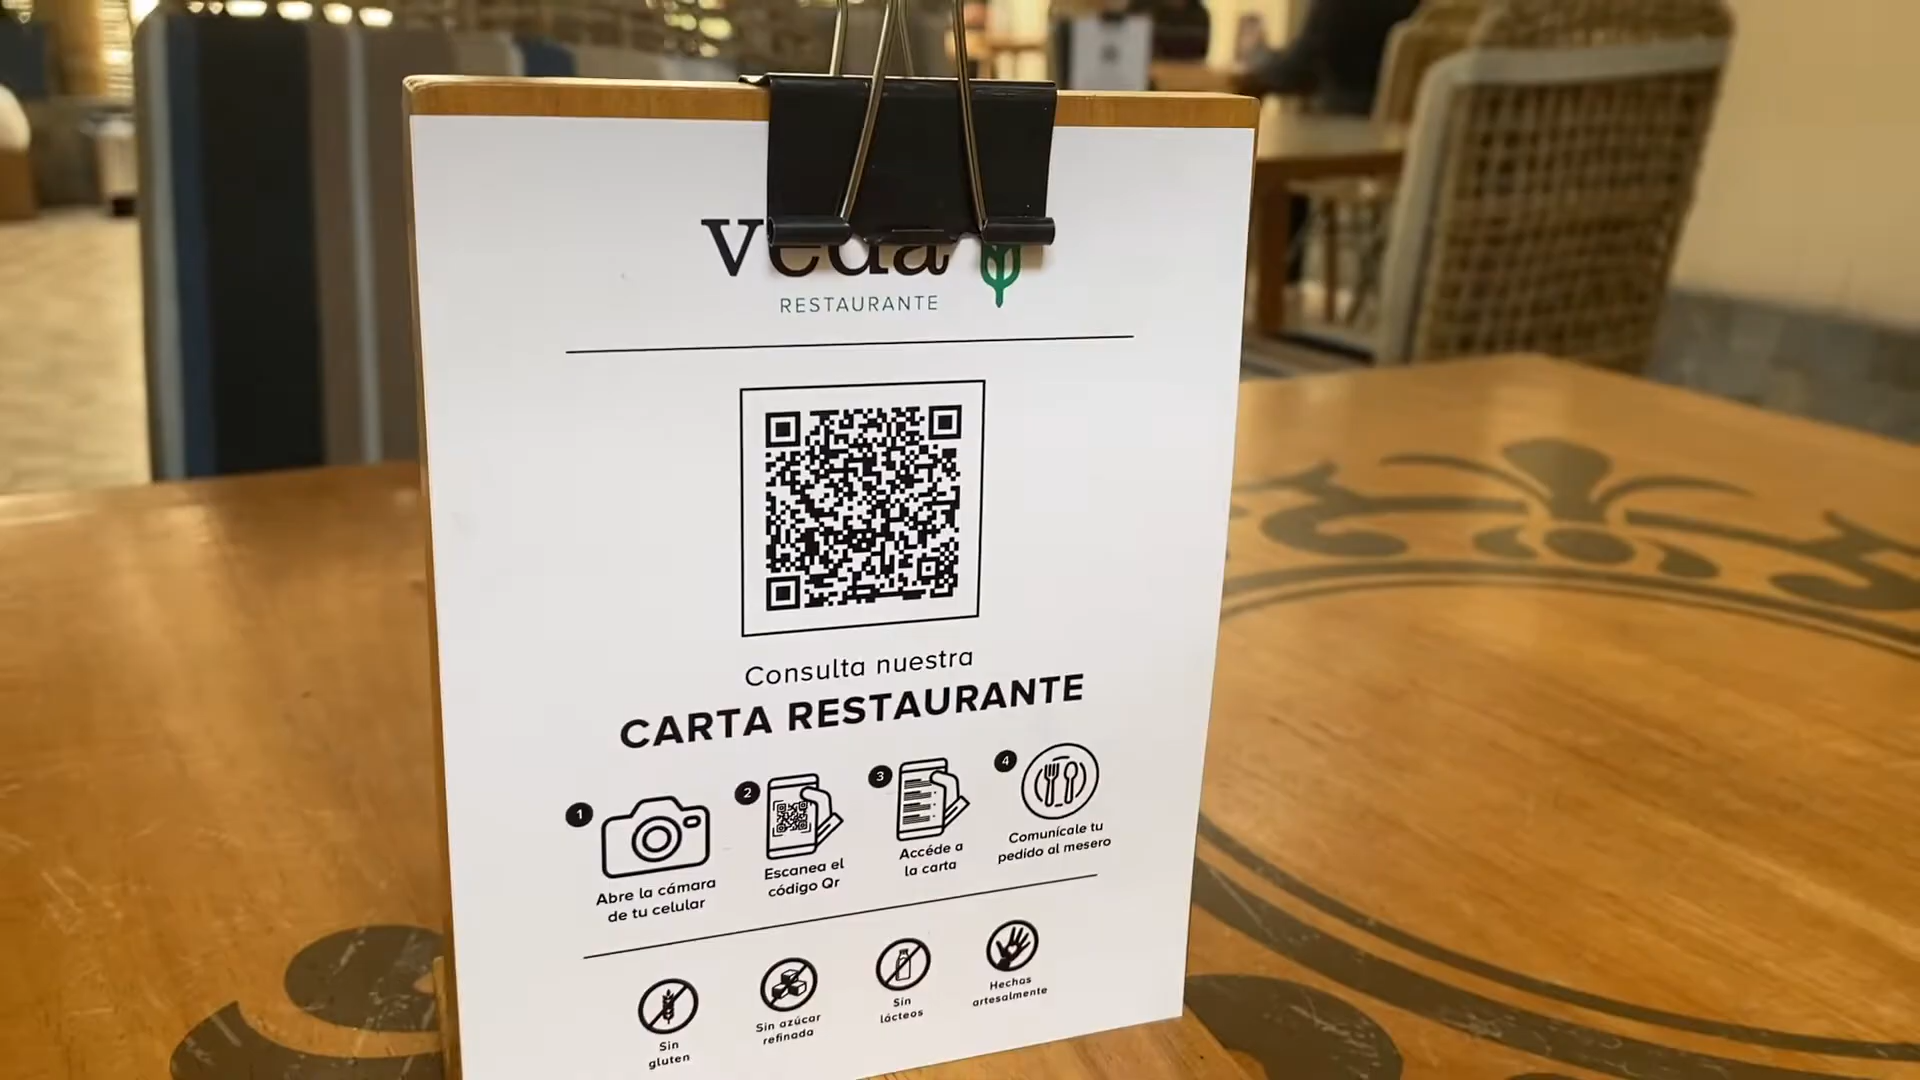 veda
RESTAURANTE
Consulta nuestra
CARTA RESTAURANTE
1
Abre la cámara
de tu celular
2
Escanea el
código Qr
3
Accéde a
la carta
4
Comunícale tu
pedido al mesero
Sin
gluten
Sin azúcar
refinada
Sin
lácteos
Hechas
artesalmente